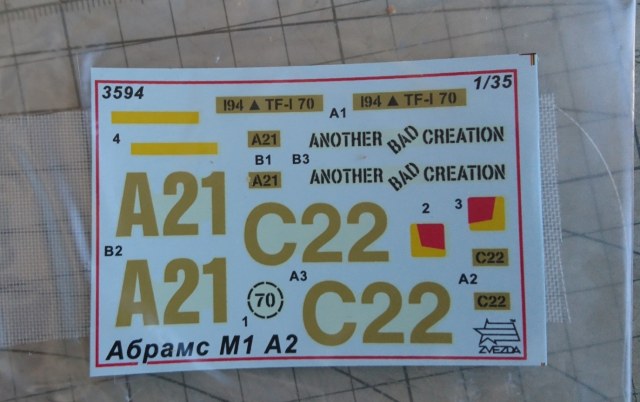 3594
1/35
I94 ▲ TF-I 70
I94 ▲ TF-I 70
A1
4
A21
ANOTHER BAD CREATION
B1
B3
A21
ANOTHER BAD CREATION
A21
C22
2
3
B2
C22
A21
70
A3
C22
A2
C22
1
Абрамс М1 А2
ZVEZDA